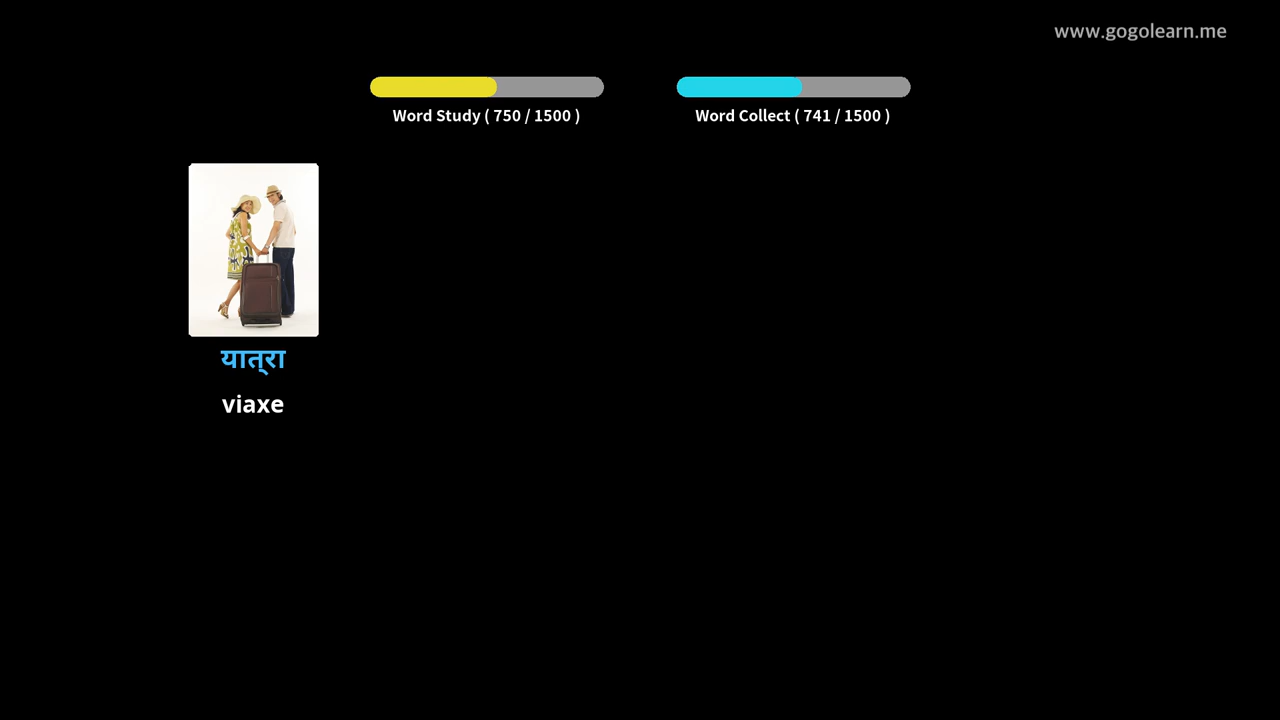 www.gogolearn.me
Word Study ( 750 / 1500 )
Word Collect ( 741 / 1500 )
यात्रा
viaxe